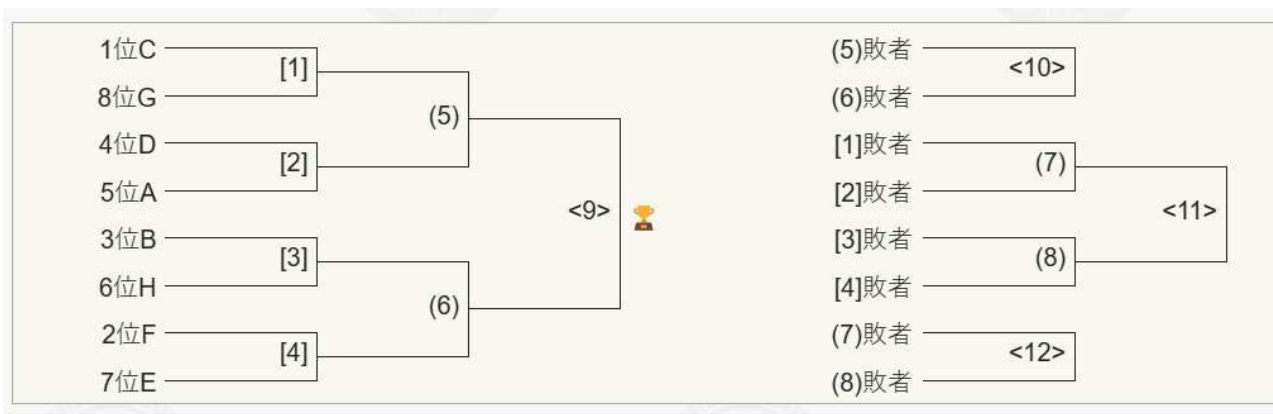 1位C
[1]
8位G
(5)
4位D
[2]
5位A
<9>
3位B
[3]
6位H
(6)
2位F
[4]
7位E
(5)敗者
<10>
(6)敗者
[1]敗者
(7)
[2]敗者
<11>
[3]敗者
(8)
[4]敗者
(7)敗者
<12>
(8)敗者